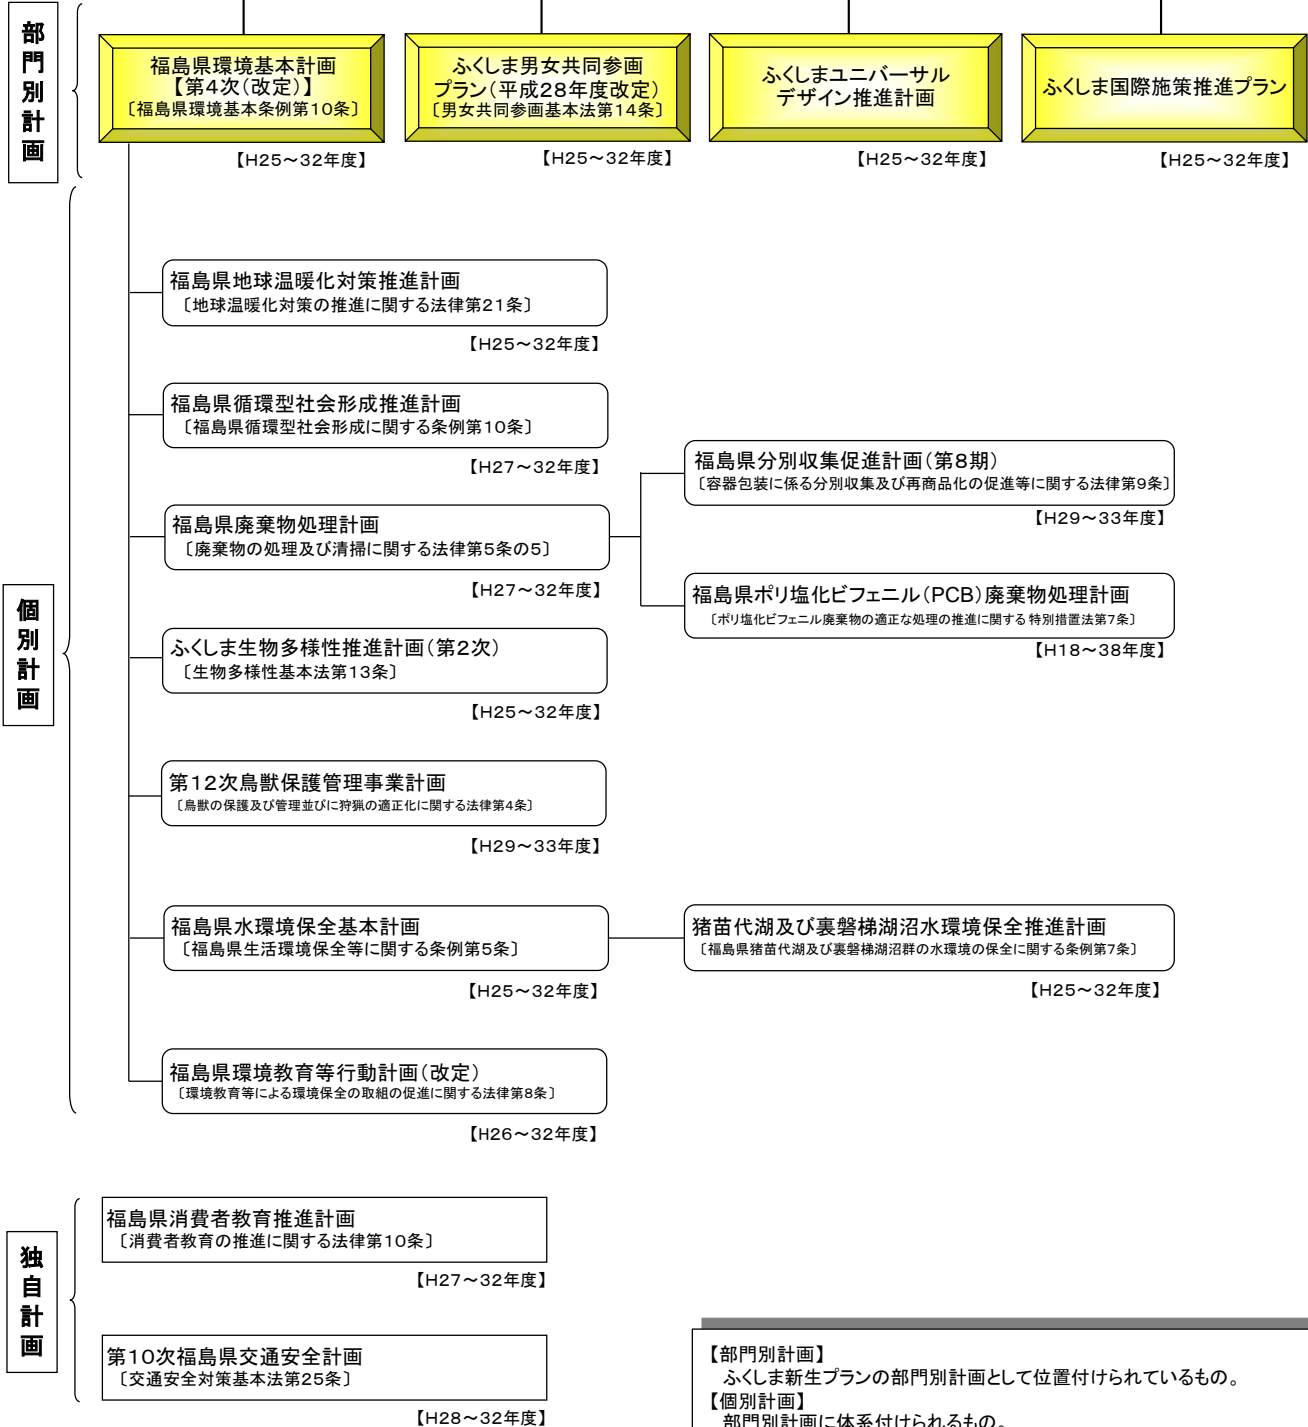 部門別計画
福島県環境基本計画
【第4次(改定)】
〔福島県環境基本条例第10条〕
【H25～32年度】
ふくしま男女共同参画
プラン(平成28年度改定)
〔男女共同参画基本法第14条〕
【H25～32年度】
ふくしまユニバーサル
デザイン推進計画
【H25～32年度】
ふくしま国際施策推進プラン
【H25～32年度】
個別計画
福島県地球温暖化対策推進計画
〔地球温暖化対策の推進に関する法律第21条〕
【H25～32年度】
福島県循環型社会形成推進計画
〔福島県循環型社会形成に関する条例第10条〕
【H27～32年度】
福島県廃棄物処理計画
〔廃棄物の処理及び清掃に関する法律第5条の5〕
【H27～32年度】
福島県分別収集促進計画(第8期)
〔容器包装に係る分別収集及び再商品化の促進等に関する法律第9条〕
【H29～33年度】
福島県ポリ塩化ビフェニル(PCB)廃棄物処理計画
〔ポリ塩化ビフェニル廃棄物の適正な処理の推進に関する特別措置法第7条〕
【H18～38年度】
ふくしま生物多様性推進計画(第2次)
〔生物多様性基本法第13条〕
【H25～32年度】
第12次鳥獣保護管理事業計画
〔鳥獣の保護及び管理並びに狩猟の適正化に関する法律第4条〕
【H29～33年度】
福島県水環境保全基本計画
〔福島県生活環境保全等に関する条例第5条〕
【H25～32年度】
猪苗代湖及び裏磐梯湖沼水環境保全推進計画
〔福島県猪苗代湖及び裏磐梯湖沼群の水環境の保全に関する条例第7条〕
【H25～32年度】
福島県環境教育等行動計画(改定)
〔環境教育等による環境保全の取組の促進に関する法律第8条〕
【H26～32年度】
独自計画
福島県消費者教育推進計画
〔消費者教育の推進に関する法律第10条〕
【H27～32年度】
第10次福島県交通安全計画
〔交通安全対策基本法第25条〕
【H28～32年度】
【部門別計画】
ふくしま新生プランの部門別計画として位置付けられているもの。
【個別計画】
部門別計画に体系付けられるもの。